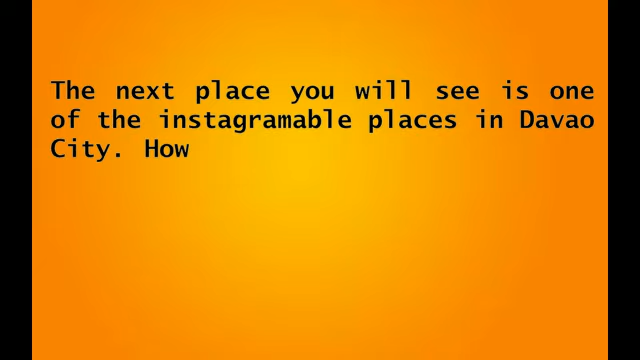 The next place you will see is one
of the instagramable places in Davao
City. How